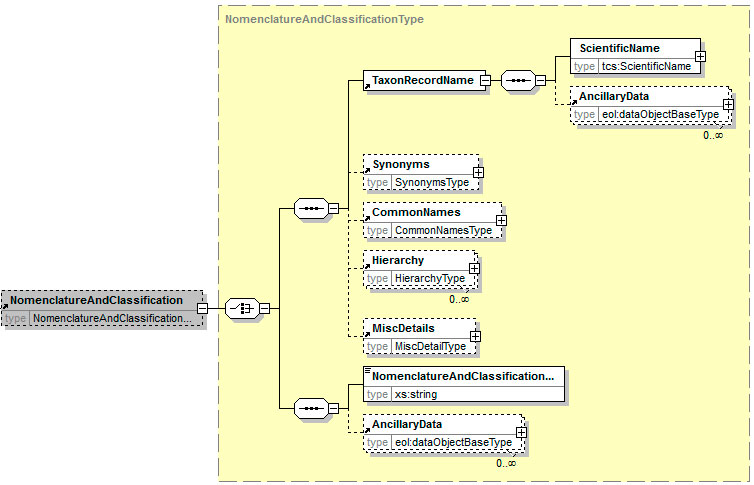 NomenclatureAndClassificationType
ScientificName
type tcs:ScientificName
TaxonRecordName
AncillaryData
type eol:dataObjectBaseType
0..∞
Synonyms
type SynonymsType
CommonNames
type CommonNamesType
Hierarchy
type HierarchyType
0..∞
NomenclatureAndClassification
type NomenclatureAndClassification...
MiscDetails
type MiscDetailType
NomenclatureAndClassification...
type xs:string
AncillaryData
type eol:dataObjectBaseType
0..∞